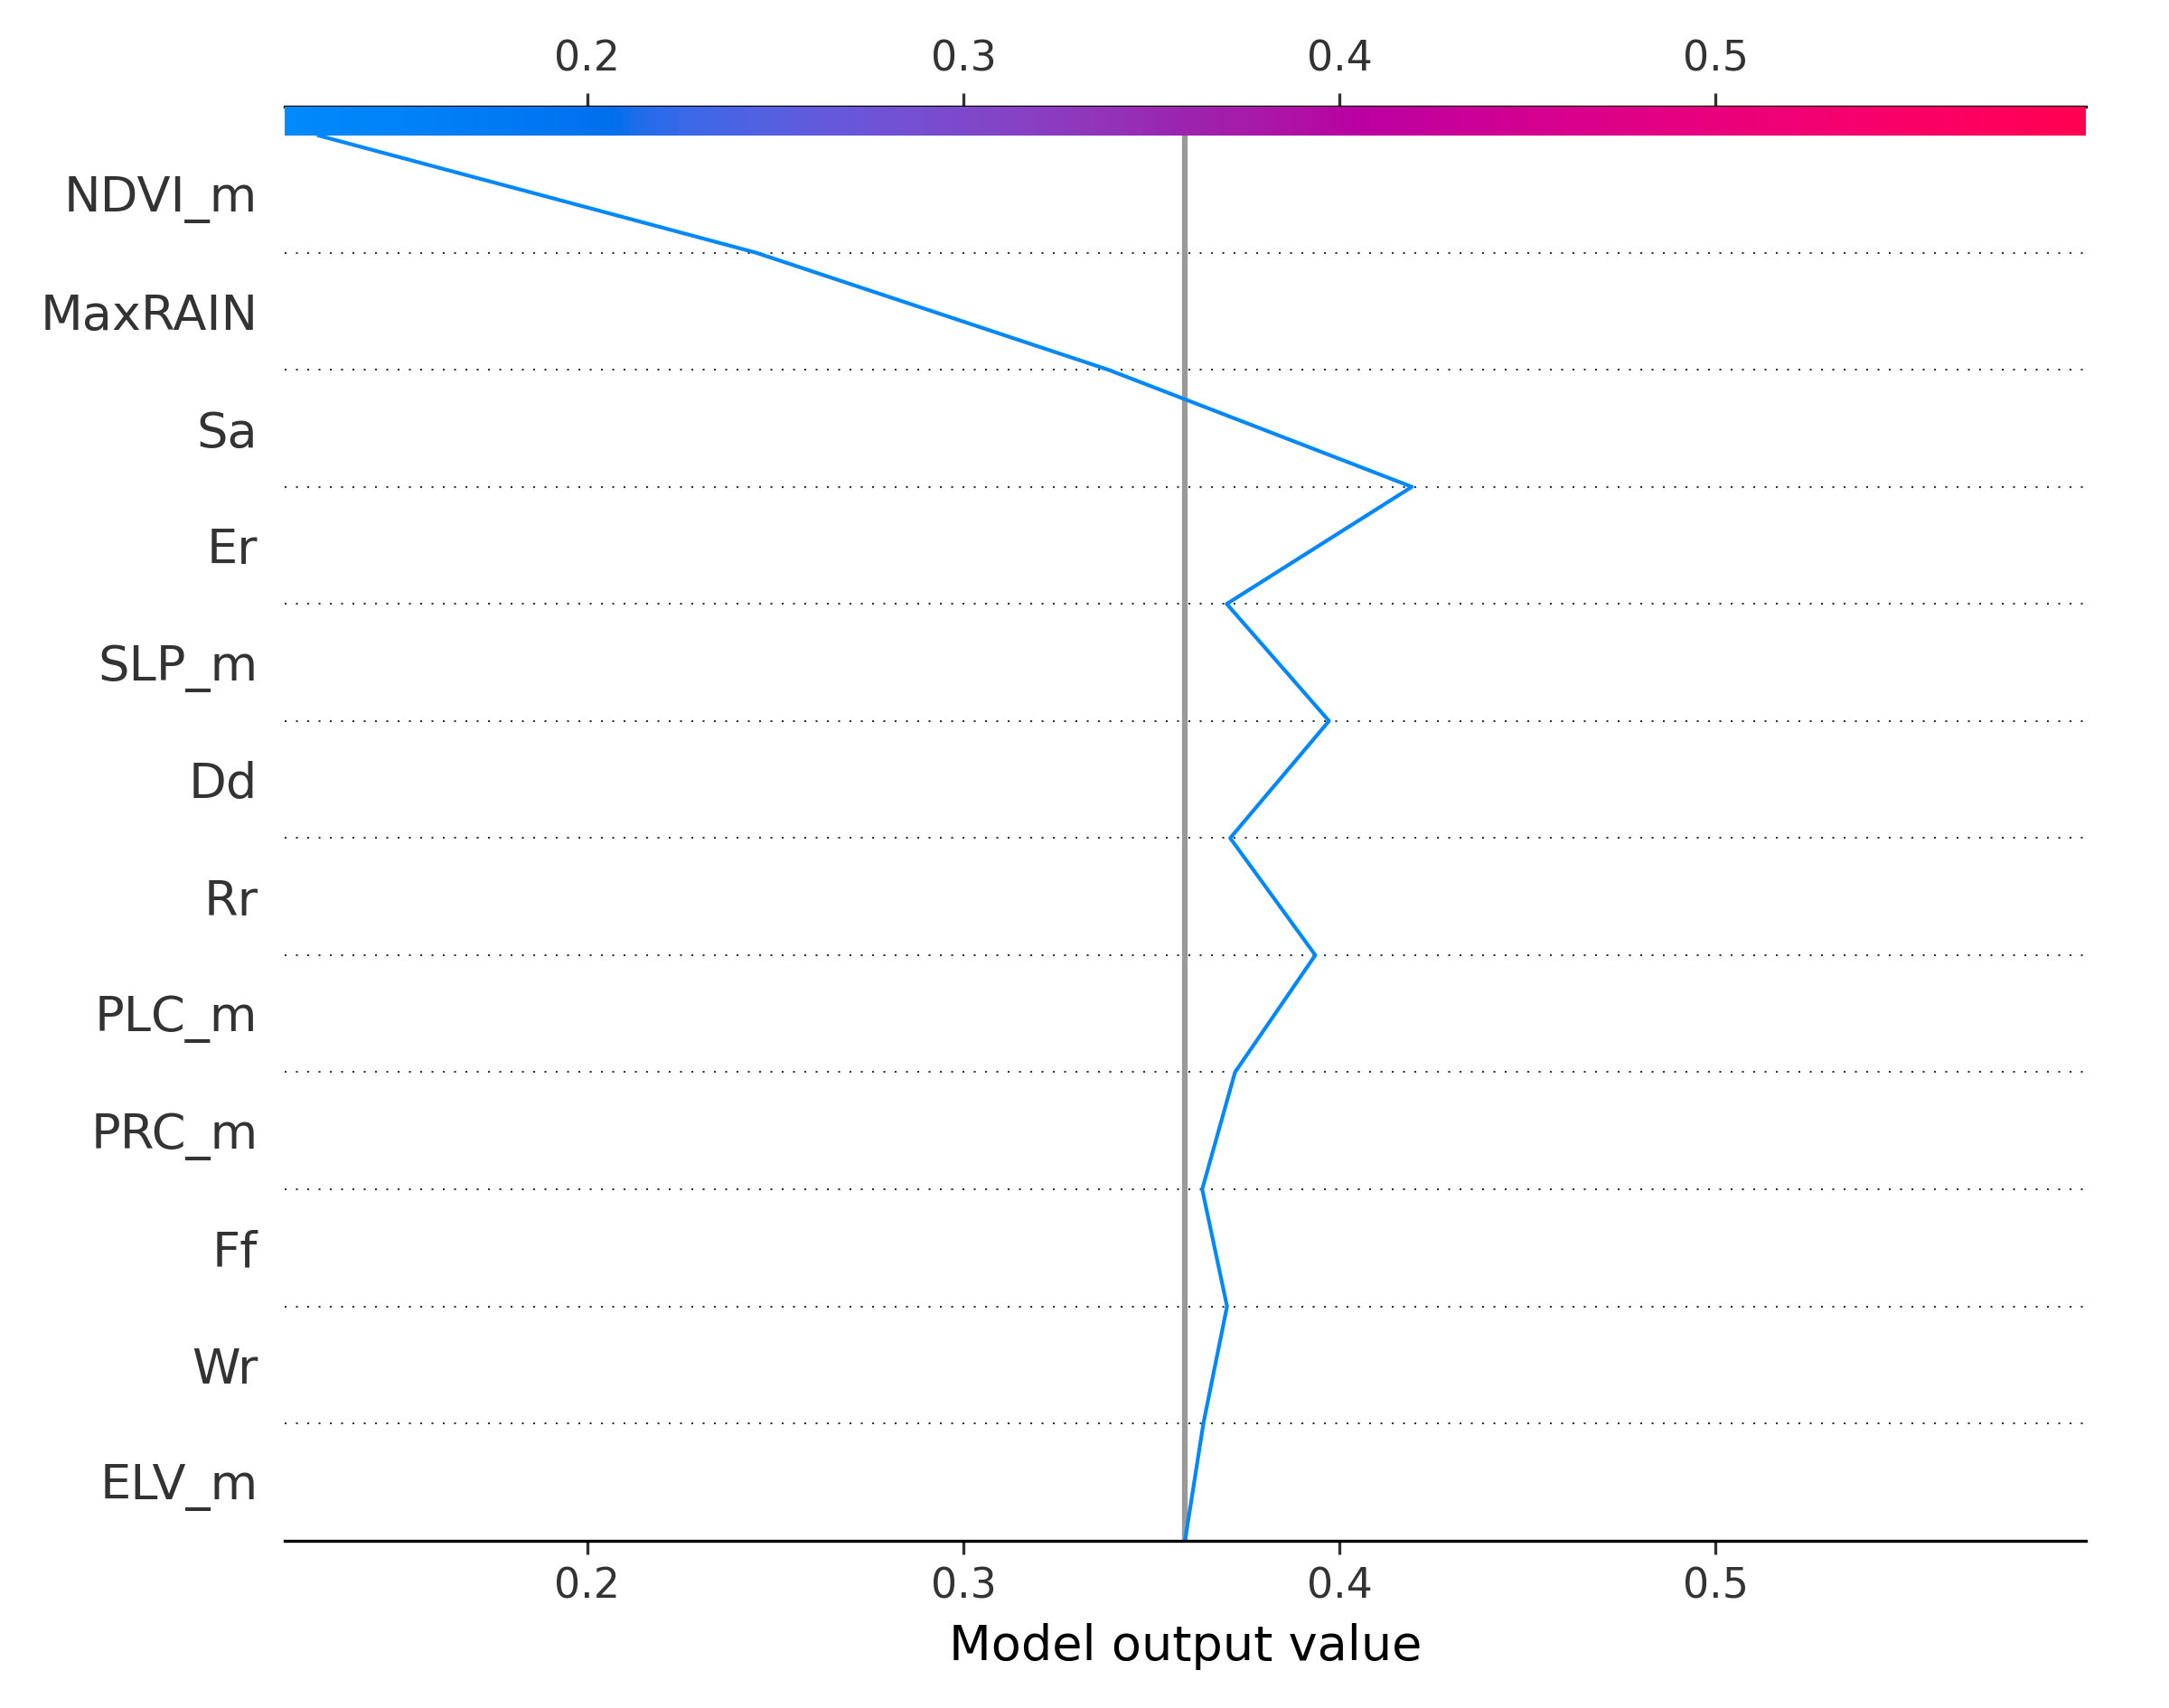 0.2 0.3 0.4 0.5
NDVI_m
MaxRAIN
Sa
Er
SLP_m
Dd
Rr
PLC_m
PRC_m
Ff
Wr
ELV_m
0.2 0.3 0.4 0.5
Model output value